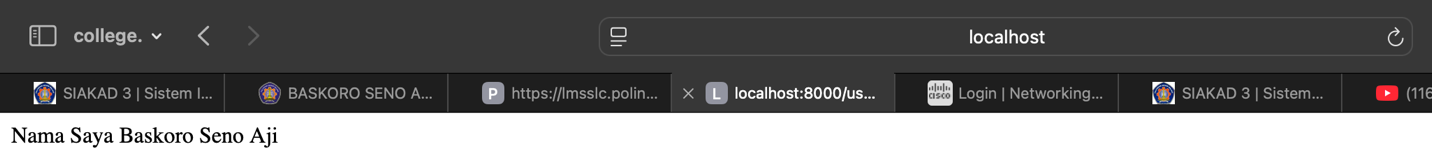 college.
localhost
SIAKAD 3 | Sistem I...
BASKORO SENO A...
https://lmsslc.polin...
L
localhost:8000/us...
Login | Networking...
SIAKAD 3 | Sistem...
(116
Nama Saya Baskoro Seno Aji